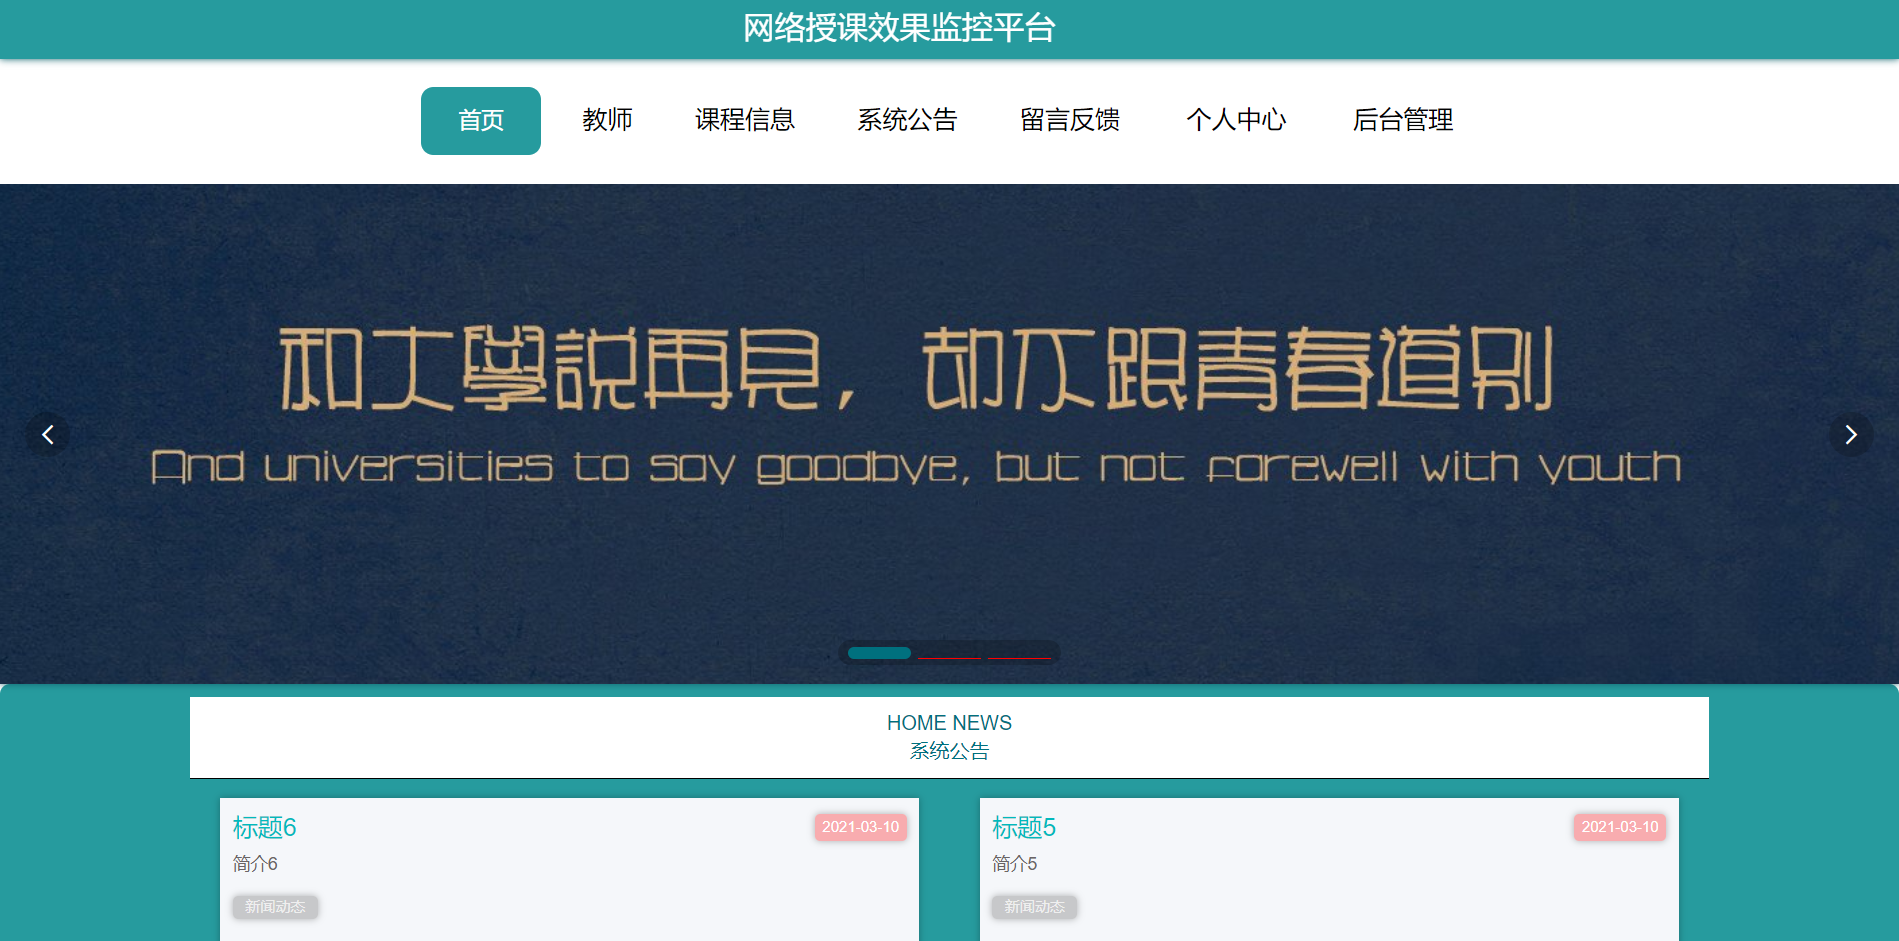 网络授课效果监控平台
首页 教师 课程信息 系统公告 留言反馈 个人中心 后台管理
和大學説再見，却不跟青春道别
And universities to say goodbye, but not farewell with youth
HOME NEWS
系统公告
标题6 2021-03-10
简介6
新闻动态
标题5 2021-03-10
简介5
新闻动态